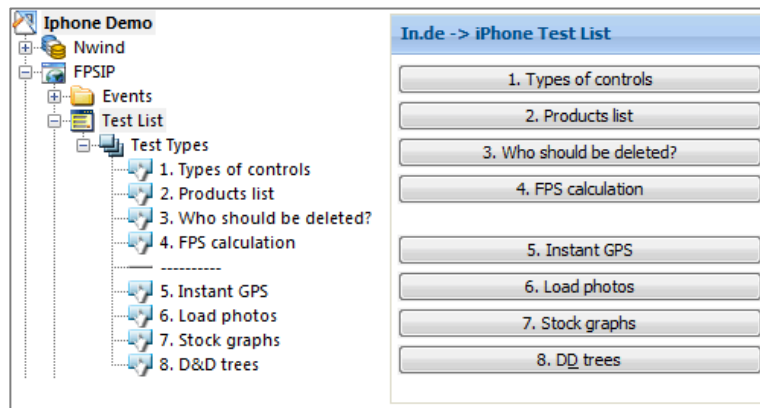 Iphone Demo
Nwind
FPSIP
Events
Test List
Test Types
1. Types of controls
2. Products list
3. Who should be deleted?
4. FPS calculation
----------
5. Instant GPS
6. Load photos
7. Stock graphs
8. D&D trees
In.de -> iPhone Test List
1. Types of controls
2. Products list
3. Who should be deleted?
4. FPS calculation
5. Instant GPS
6. Load photos
7. Stock graphs
8. DD trees